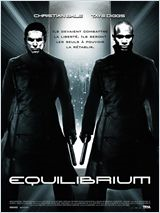 CHRISTIAN BALE
TAYE DIGGS
ILS DEVAIENT COMBATTRE
LA LIBERTÉ, ILS SERONT
LES SEULS À POUVOIR
LA RÉTABLIR.
EQUILIBRIUM